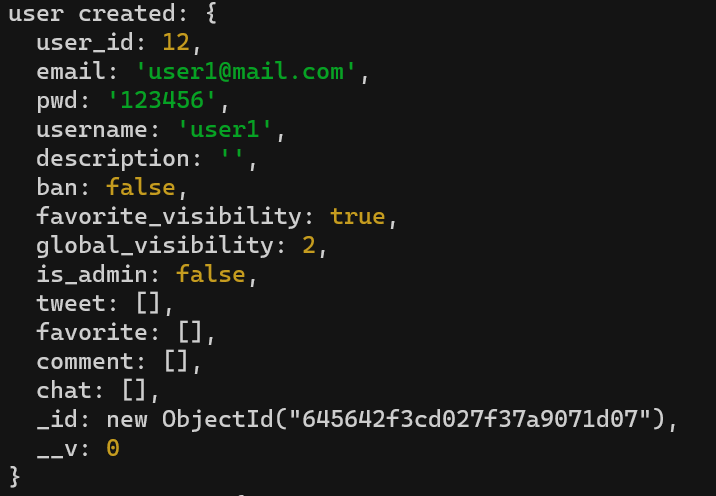 user created: {
  user_id: 12,
  email: 'user1@mail.com',
  pwd: '123456',
  username: 'user1',
  description: '',
  ban: false,
  favorite_visibility: true,
  global_visibility: 2,
  is_admin: false,
  tweet: [],
  favorite: [],
  comment: [],
  chat: [],
  _id: new ObjectId("645642f3cd027f37a9071d07"),
  __v: 0
}